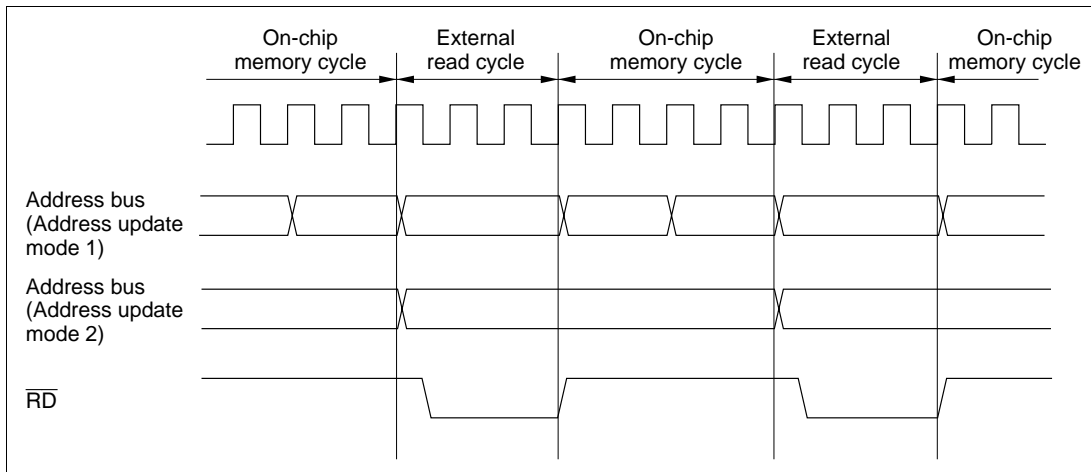 On-chip
memory cycle
External
read cycle
On-chip
memory cycle
External
read cycle
On-chip
memory cycle
Address bus
(Address update
mode 1)
Address bus
(Address update
mode 2)
RD